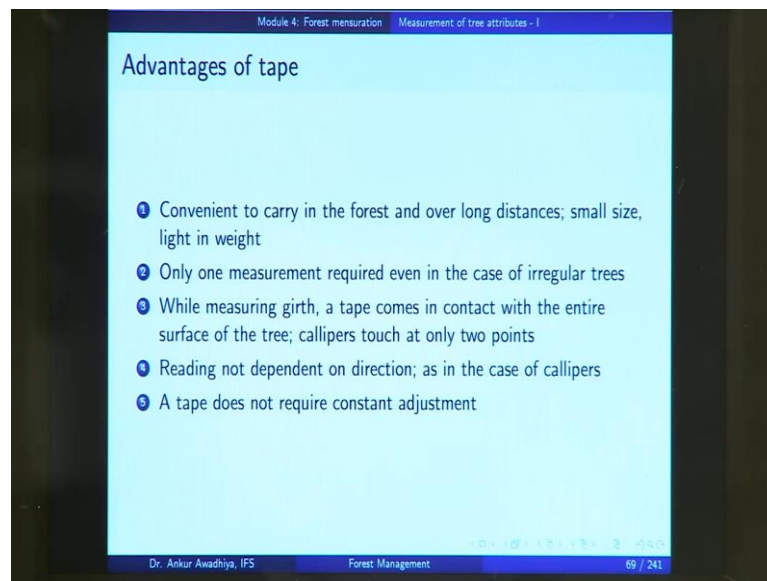 Module 4: Forest mensuration Measurement of tree attributes - I
Advantages of tape
1 Convenient to carry in the forest and over long distances; small size,
light in weight
2 Only one measurement required even in the case of irregular trees
3 While measuring girth, a tape comes in contact with the entire
surface of the tree; callipers touch at only two points
4 Reading not dependent on direction; as in the case of callipers
5 A tape does not require constant adjustment
Dr. Ankur Awadhiya, IFS Forest Management 69 / 241